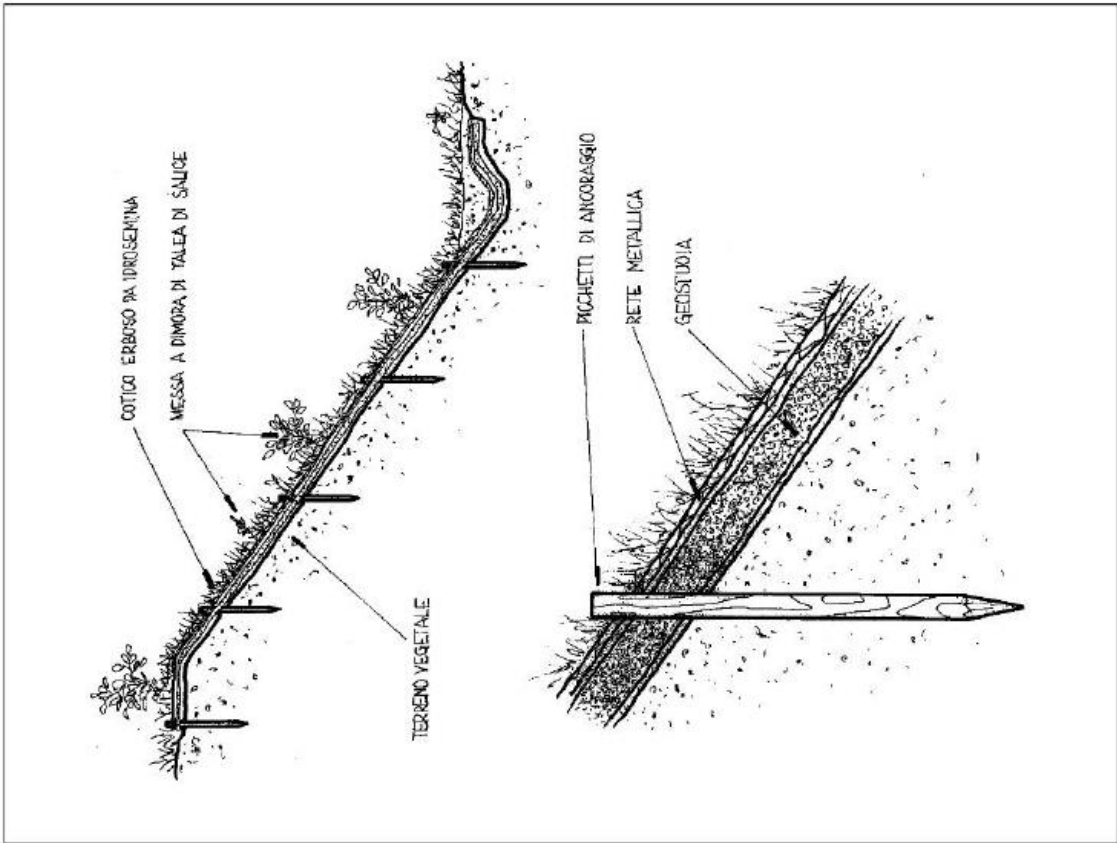 COTICO ERBOSO DA IDROSEMINA
MESSA A DIMORA DI TALEA DI SALICE
TERRENO VEGETALE
PICCHETTI DI ANCORAGGIO
RETE METALLICA
GEOSTUOIA